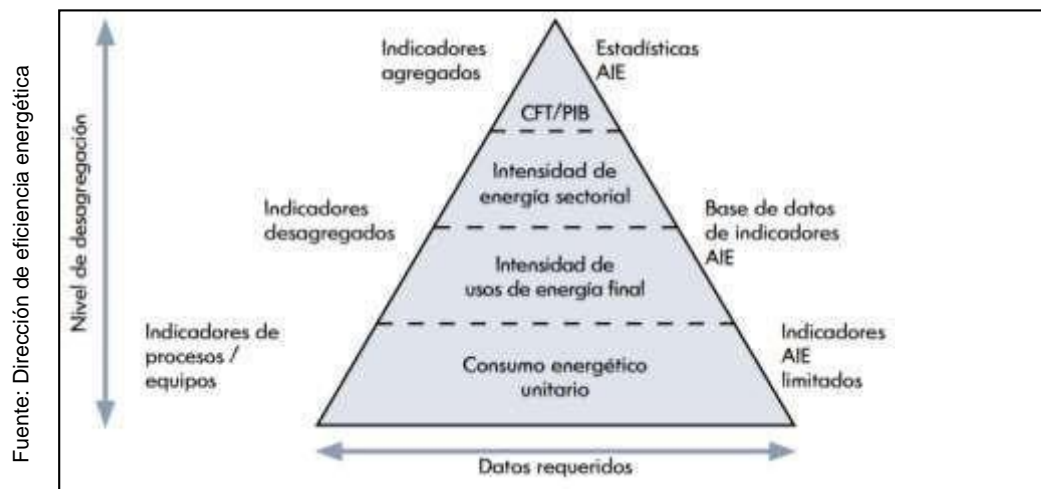 Fuente: Dirección de eficiencia energética
Nivel de desagregación
Indicadores
agregados
Estadísticas
AIE
CFT/PIB
Intensidad de
energía sectorial
Indicadores
desagregados
Base de datos
de indicadores
AIE
Intensidad de
usos de energía final
Indicadores de
procesos /
equipos
Consumo energético
unitario
Indicadores
AIE
limitados
Datos requeridos